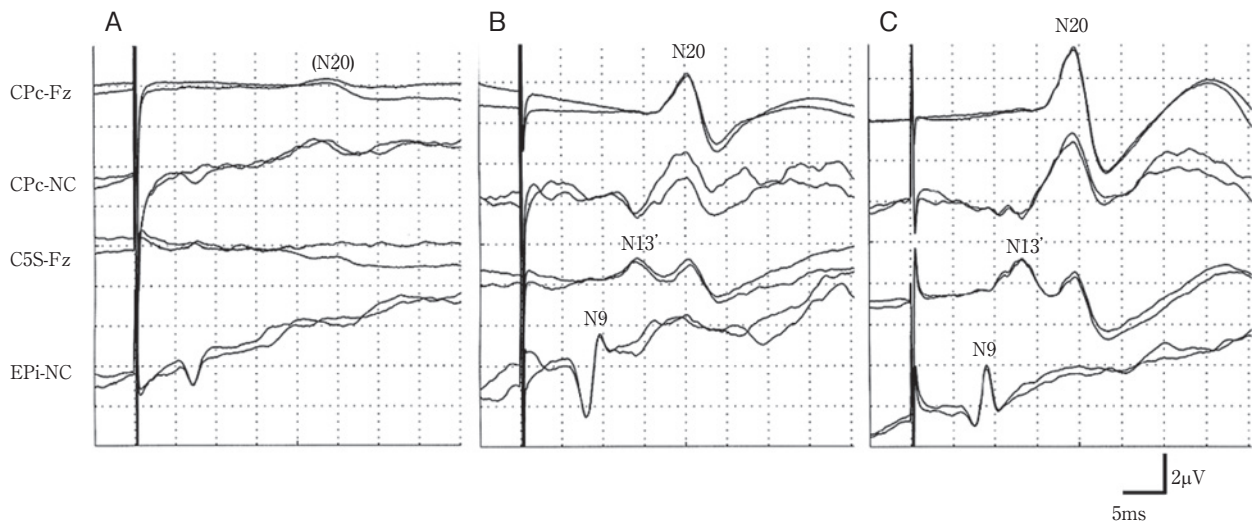 A
B
C
(N20)
N20
N20
CPc-Fz
CPc-NC
C5S-Fz
EPi-NC
N13'
N13'
N9
N9
2μV
5ms